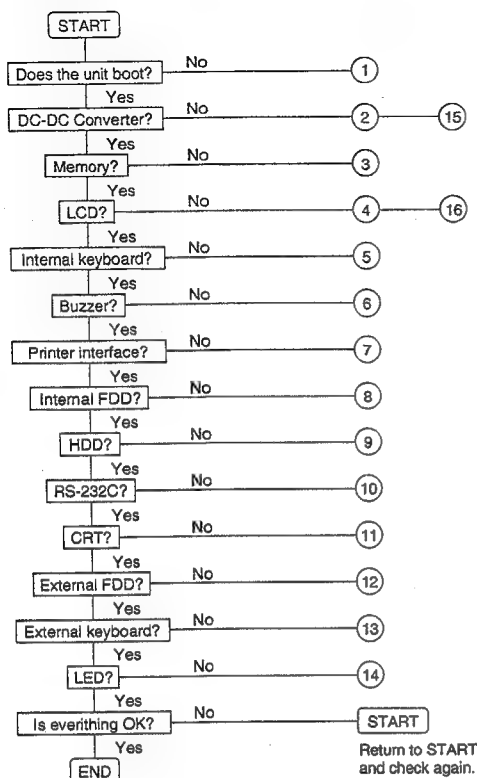 START
Does the unit boot? No 1
Yes
DC-DC Converter? No 2 15
Yes
Memory? No 3
Yes
LCD? No 4 16
Yes
Internal keyboard? No 5
Yes
Buzzer? No 6
Yes
Printer interface? No 7
Yes
Internal FDD? No 8
Yes
HDD? No 9
Yes
RS-232C? No 10
Yes
CRT? No 11
Yes
External FDD? No 12
Yes
External keyboard? No 13
Yes
LED? No 14
Yes
Is everithing OK? No START
Yes
Return to START
and check again.
END